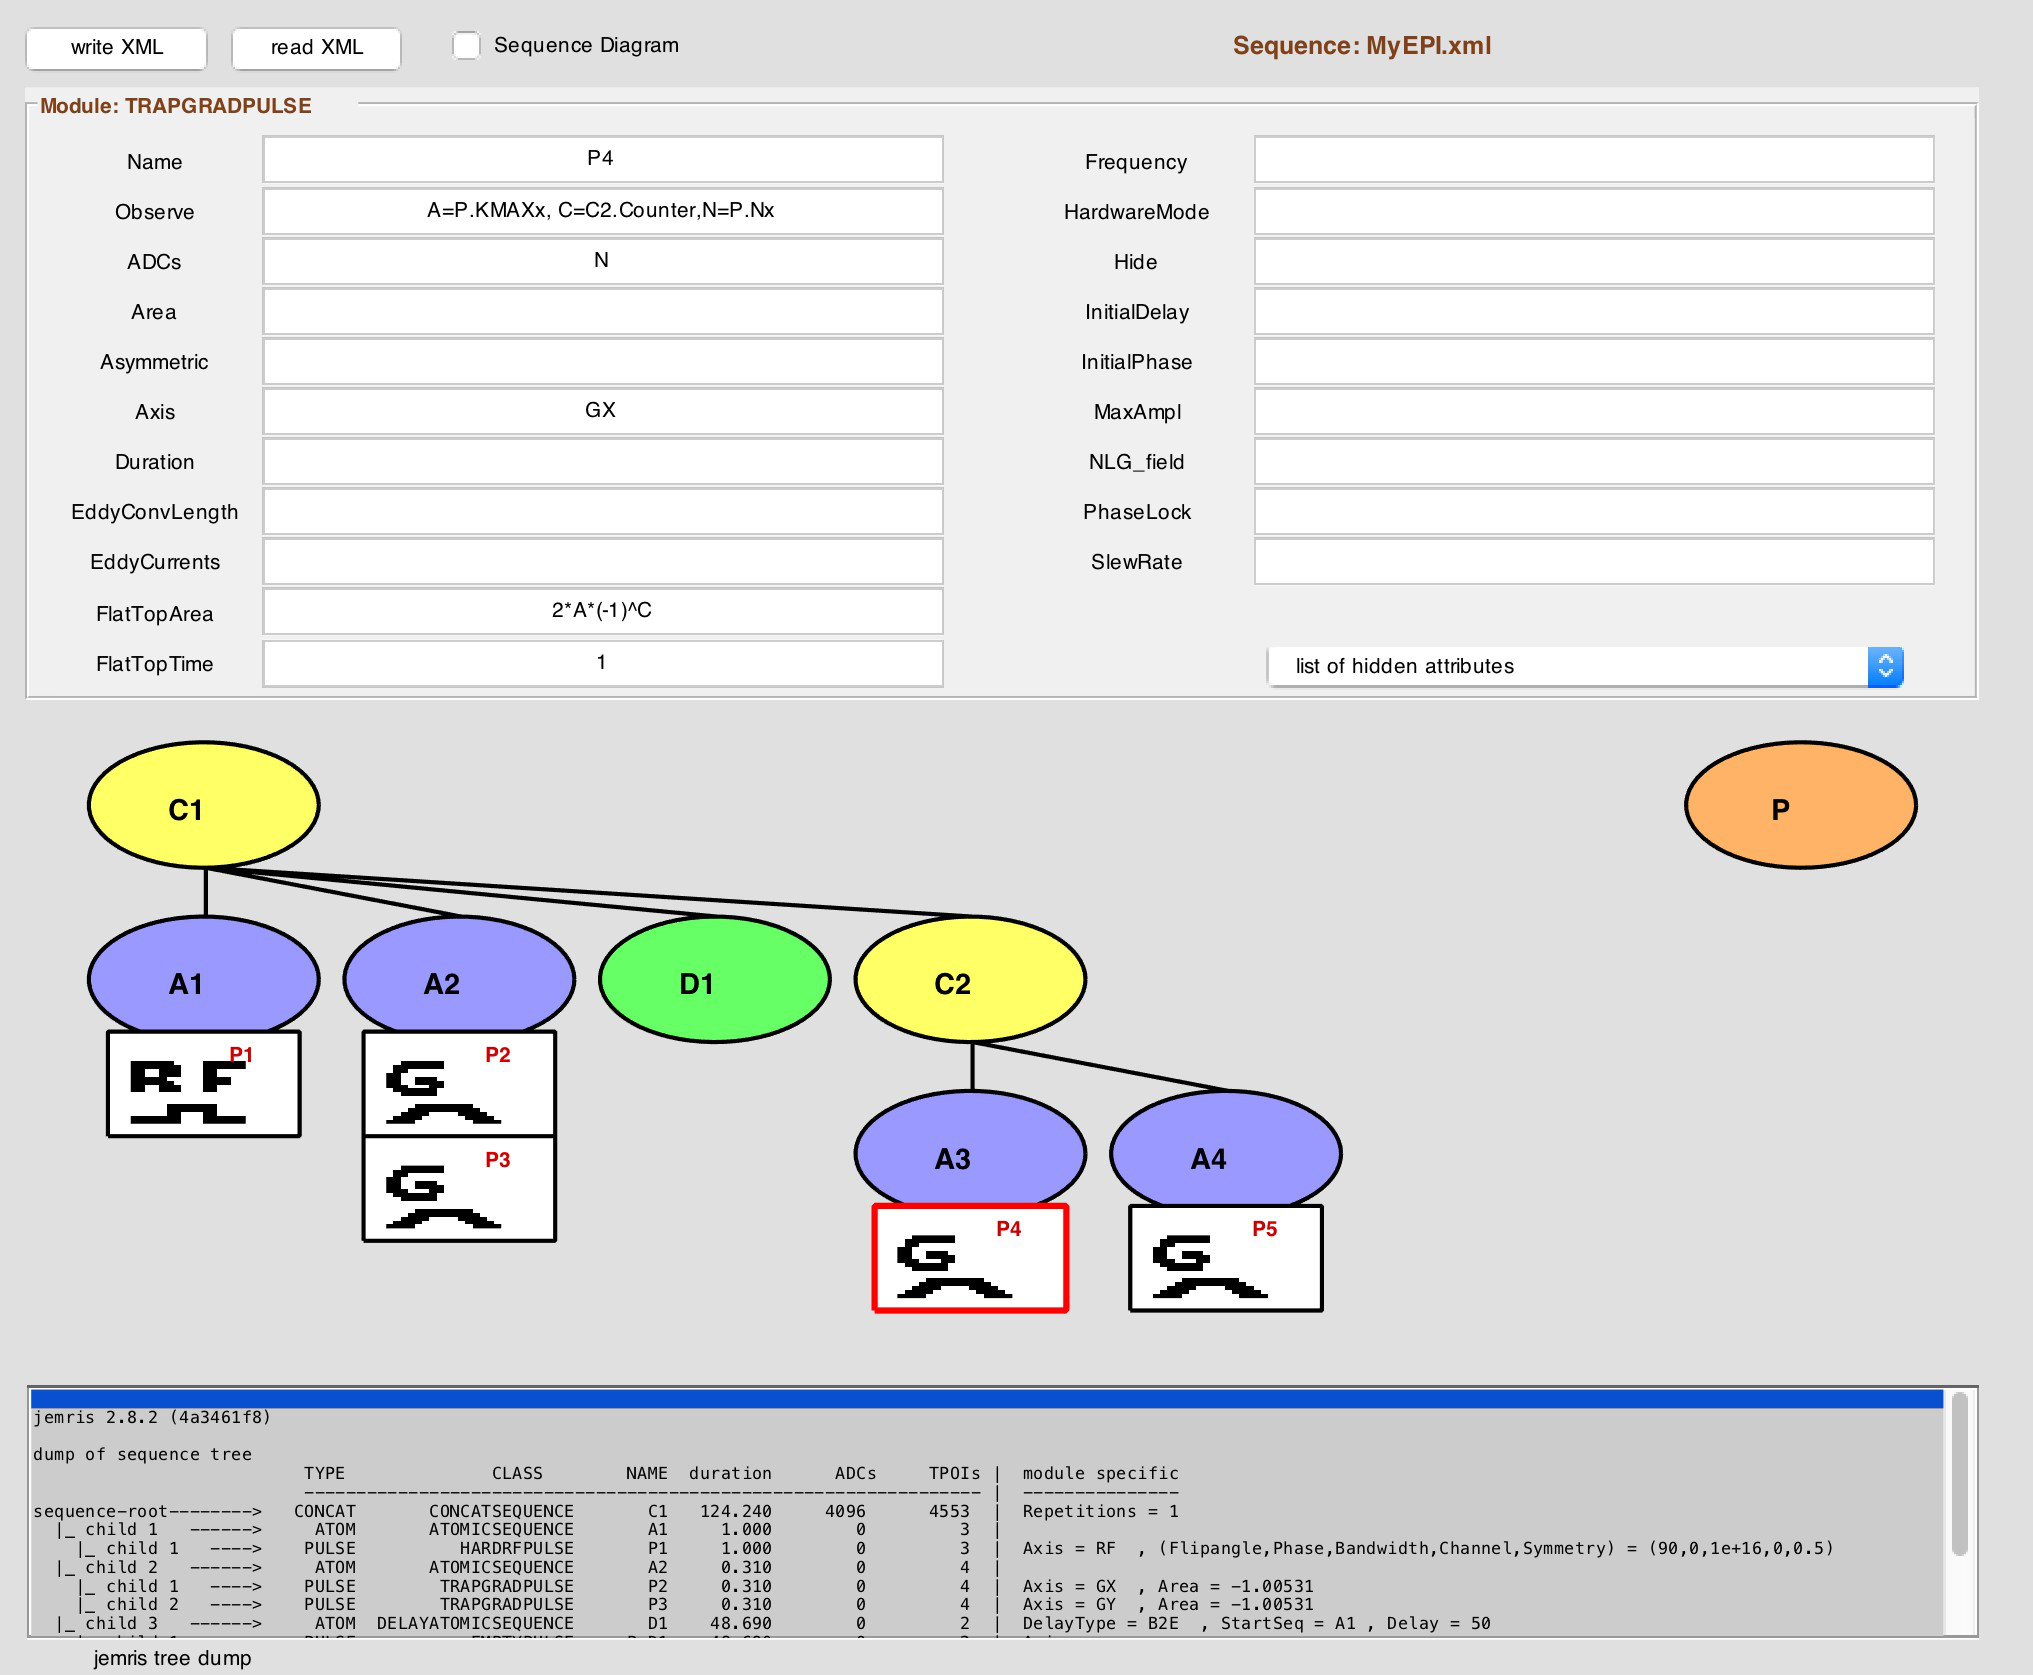 write XML read XML Sequence Diagram Sequence: MyEPI.xml
Module: TRAPGRADPULSE
Name P4 Frequency
Observe A=P.KMAXx, C=C2.Counter,N=P.Nx HardwareMode
ADCs N Hide
Area InitialDelay
Asymmetric InitialPhase
Axis GX MaxAmpl
Duration NLG_field
EddyConvLength PhaseLock
EddyCurrents SlewRate
FlatTopArea 2*A*(-1)^C
FlatTopTime 1 list of hidden attributes
C1 P
A1 A2 D1 C2
P1 P2
RF G
P3
G
A3 A4
P4 P5
G G
jemris 2.8.2 (4a3461f8)
dump of sequence tree
TYPE CLASS NAME duration ADCs TPOIs | module specific
------------------------------------------------------------------ | ---------------
sequence-root--------> CONCAT CONCATSEQUENCE C1 124.240 4096 4553 | Repetitions = 1
|_ child 1 ------> ATOM ATOMICSEQUENCE A1 1.000 0 3 |
|_ child 1 ----> PULSE HARDRFPULSE P1 1.000 0 3 | Axis = RF , (Flipangle,Phase,Bandwidth,Channel,Symmetry) = (90,0,1e+16,0,0.5)
|_ child 2 ------> ATOM ATOMICSEQUENCE A2 0.310 0 4 |
|_ child 1 ----> PULSE TRAPGRADPULSE P2 0.310 0 4 | Axis = GX , Area = -1.00531
|_ child 2 ----> PULSE TRAPGRADPULSE P3 0.310 0 4 | Axis = GY , Area = -1.00531
|_ child 3 ------> ATOM DELAYATOMICSEQUENCE D1 48.690 0 2 | DelayType = B2E , StartSeq = A1 , Delay = 50
jemris tree dump